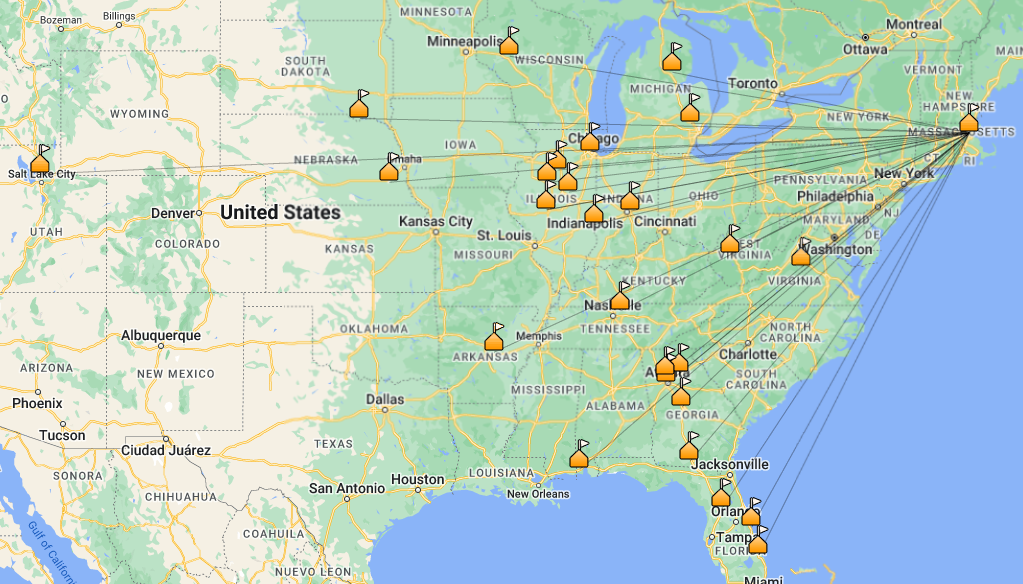 Bozeman
Billings
MINNESOTA
Montreal
Ottawa
MAIN
Minneapolis
WISCONSIN
SOUTH
DAKOTA
VERMONT
MICHIGAN
Toronto
NEW
HAMPSHIRE
WYOMING
NEW YORK
MASSACHUSETTS
Chicago
IOWA
CT
RI
NEBRASKA
Omaha
Salt Lake City
New York
PENNSYLVANIA
ILLINOIS
INDIANA
OHIO
Philadelphia
Denver
United States
NJ
Kansas City
Indianapolis
Cincinnati
MARYLAND
UTAH
COLORADO
St. Louis
DE
KANSAS
MISSOURI
WEST
VIRGINIA
Washington
KENTUCKY
VIRGINIA
Nashville
OKLAHOMA
TENNESSEE
NORTH
CAROLINA
Albuquerque
Memphis
ARKANSAS
Charlotte
ARIZONA
NEW MEXICO
Atlanta
SOUTH
CAROLINA
MISSISSIPPI
Phoenix
Dallas
ALABAMA
GEORGIA
Tucson
TEXAS
Ciudad Juárez
SONORA
LOUISIANA
Jacksonville
CHIHUAHUA
San Antonio
Houston
New Orleans
Orlando
Gulf of California
COAHUILA
Tampa
FLORIDA
NUEVO LEON
Miami